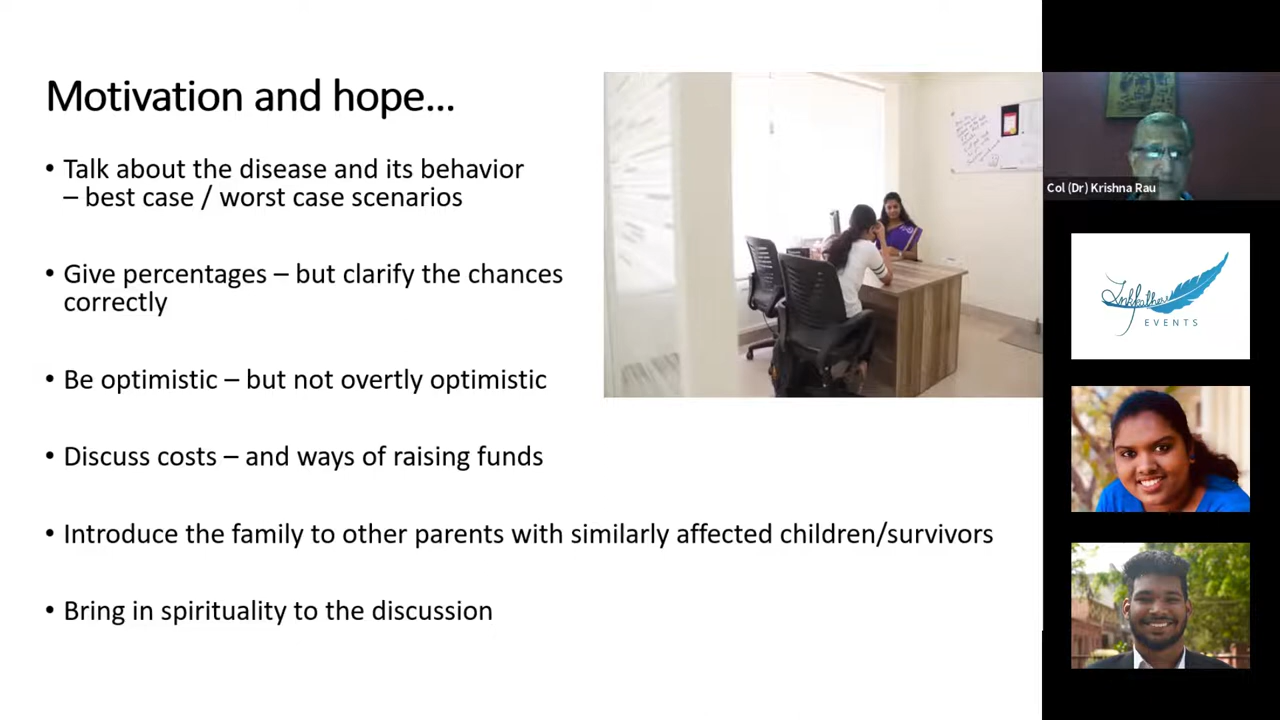 Motivation and hope...
• Talk about the disease and its behavior
– best case / worst case scenarios
• Give percentages – but clarify the chances
correctly
• Be optimistic – but not overtly optimistic
• Discuss costs – and ways of raising funds
• Introduce the family to other parents with similarly affected children/survivors
• Bring in spirituality to the discussion
Col (Dr) Krishna Rau
Inkfeathers
EVENTS